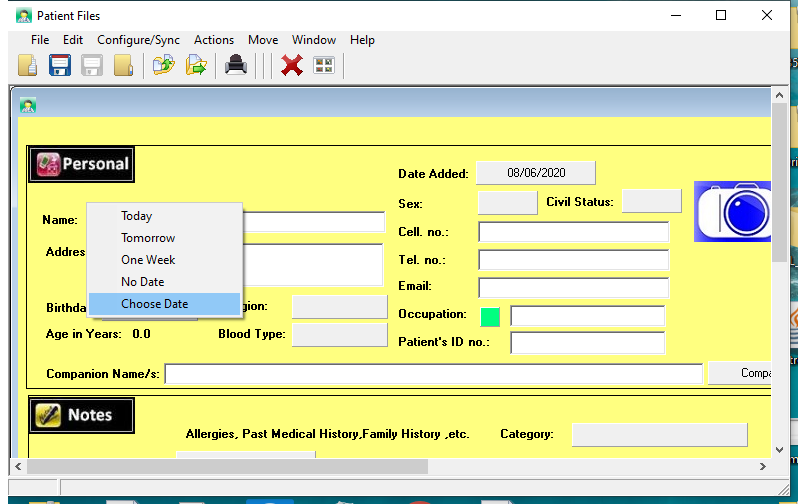 Patient Files
File Edit Configure/Sync Actions Move Window Help
Personal
Date Added: 08/06/2020
Sex: Civil Status:
Name:
Today
Tomorrow
One Week
No Date
Choose Date
Cell. no.:
Addres
Tel. no.:
Email:
Birthda gion:
Occupation:
Age in Years: 0.0 Blood Type:
Patient's ID no.:
Companion Name/s: Compa
Notes
Allergies, Past Medical History,Family History ,etc. Category: